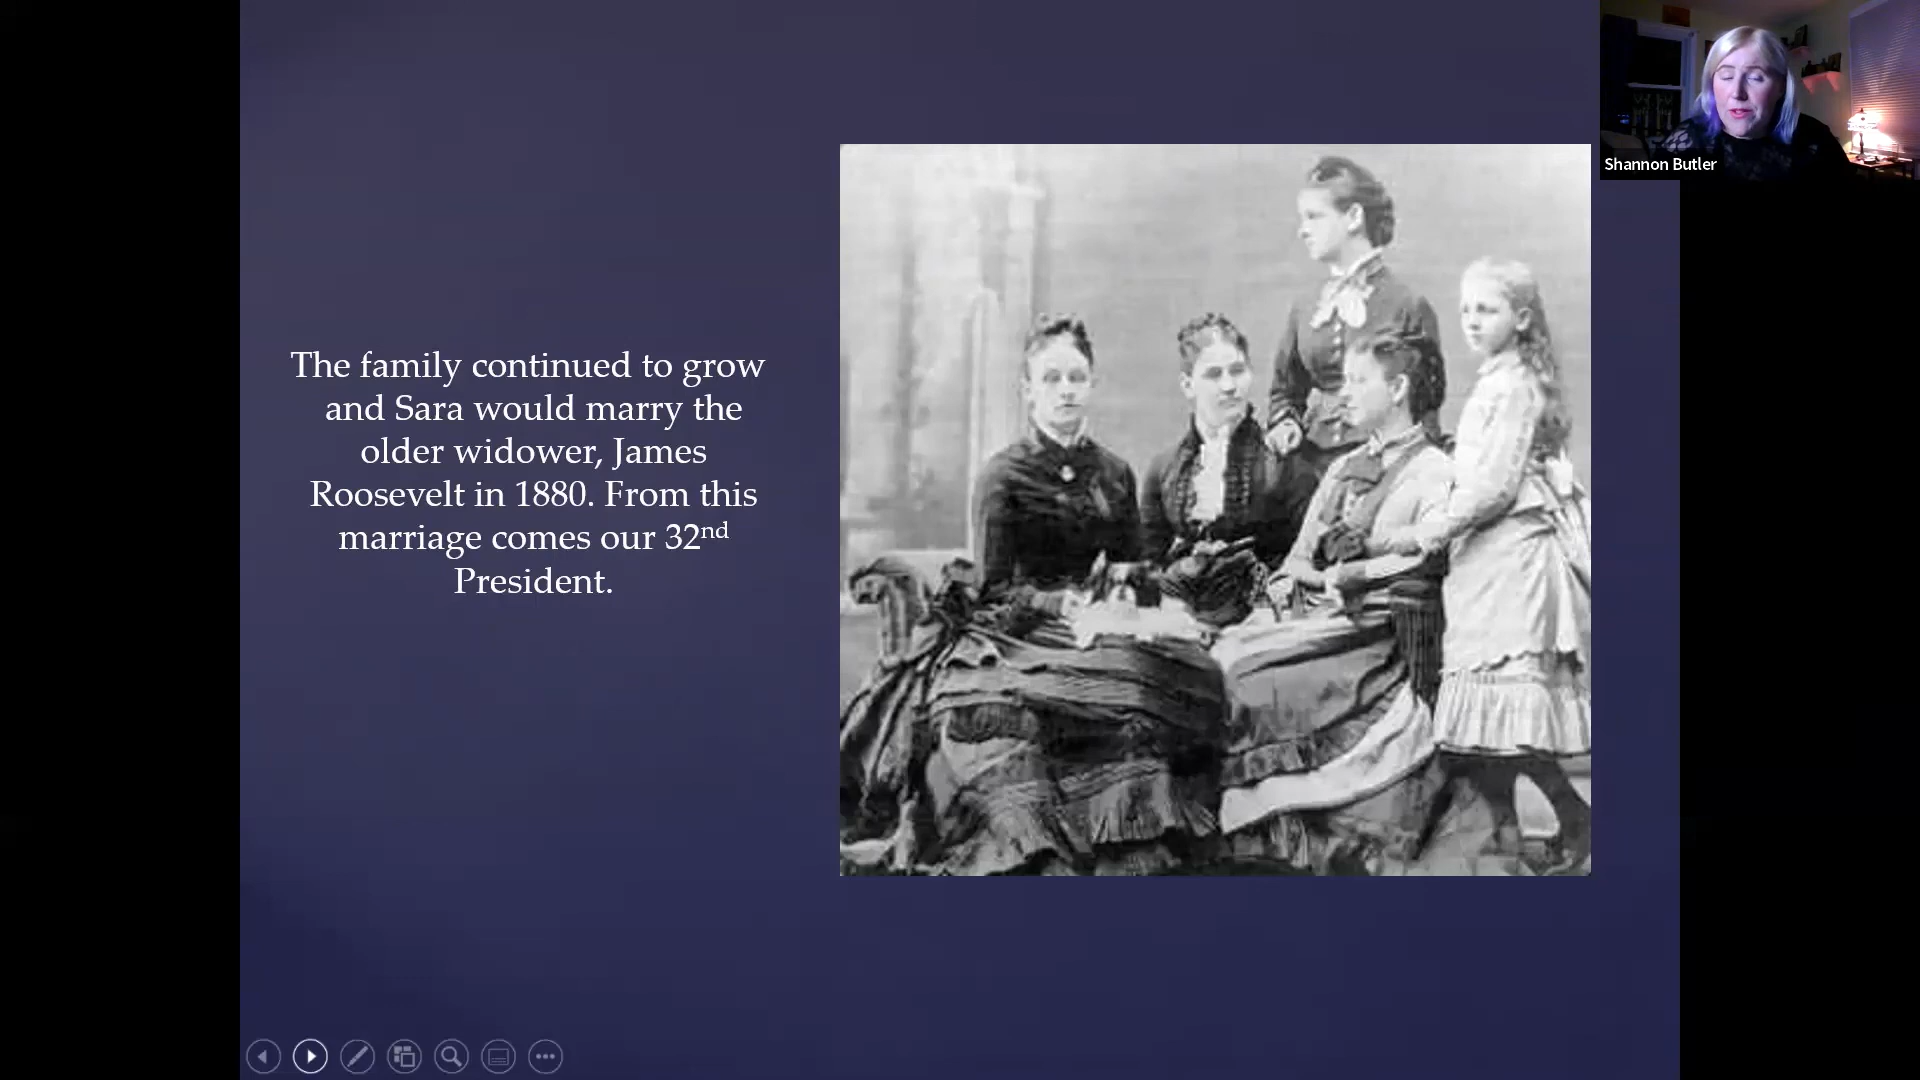 The family continued to grow
and Sara would marry the
older widower, James
Roosevelt in 1880. From this
marriage comes our 32nd
President.
Shannon Butler